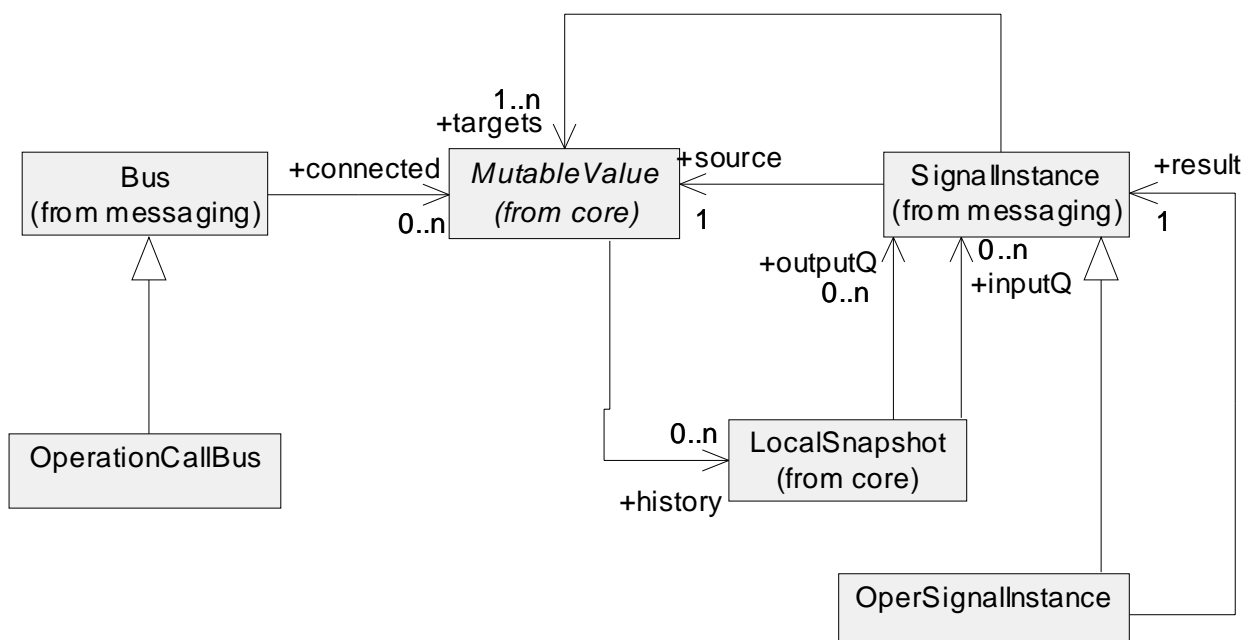 1..n
+targets
Bus
(from messaging)
+connected
0..n
MutableValue
(from core)
+source
1
SignalInstance
(from messaging)
+result
1
+outputQ
0..n
0..n
+inputQ
OperationCallBus
0..n
+history
LocalSnapshot
(from core)
OperSignalInstance